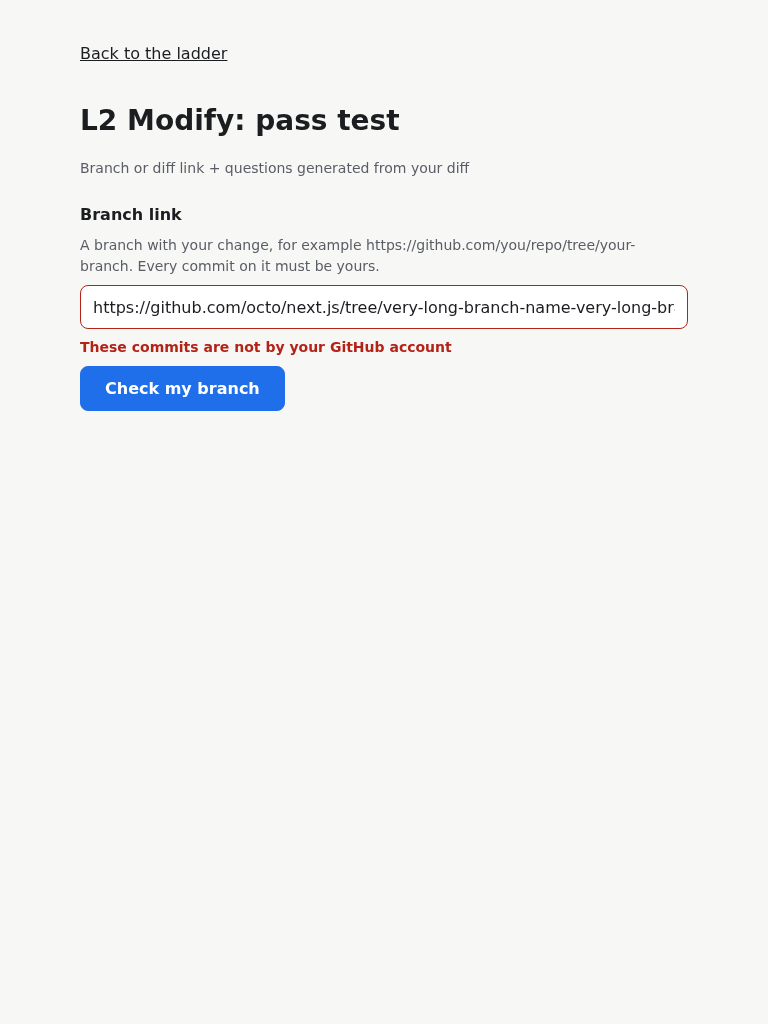 Back to the ladder
L2 Modify: pass test
Branch or diff link + questions generated from your diff
Branch link
A branch with your change, for example https://github.com/you/repo/tree/your-
branch. Every commit on it must be yours.
https://github.com/octo/next.js/tree/very-long-branch-name-very-long-br
These commits are not by your GitHub account
Check my branch